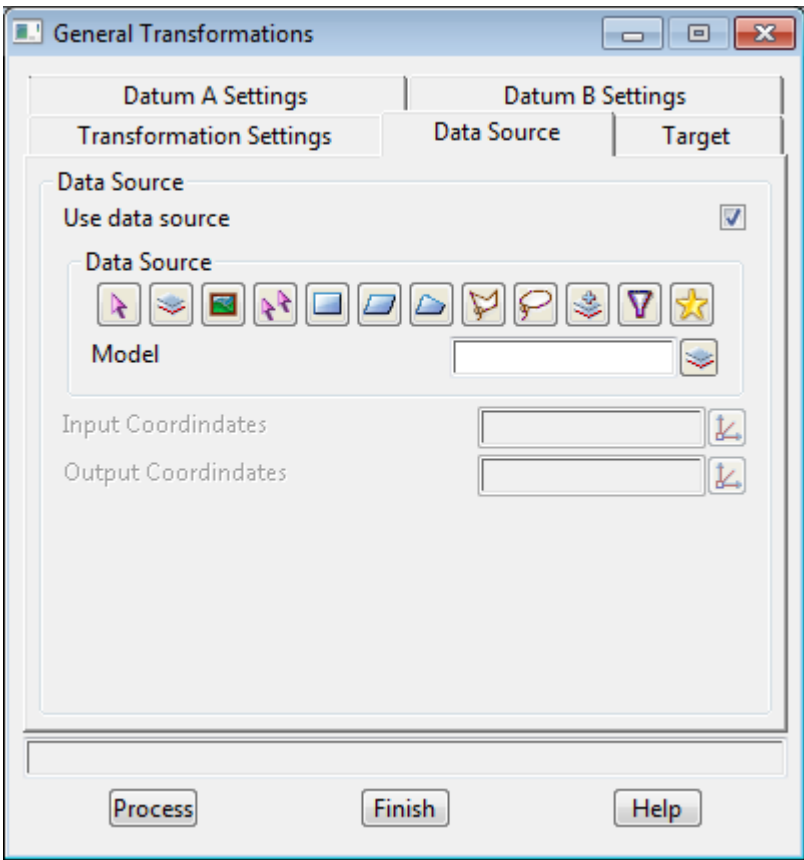 General Transformations
Datum A Settings Datum B Settings
Transformation Settings Data Source Target
Data Source
Use data source
Data Source
Model
Input Coordindates
Output Coordindates
Process Finish Help